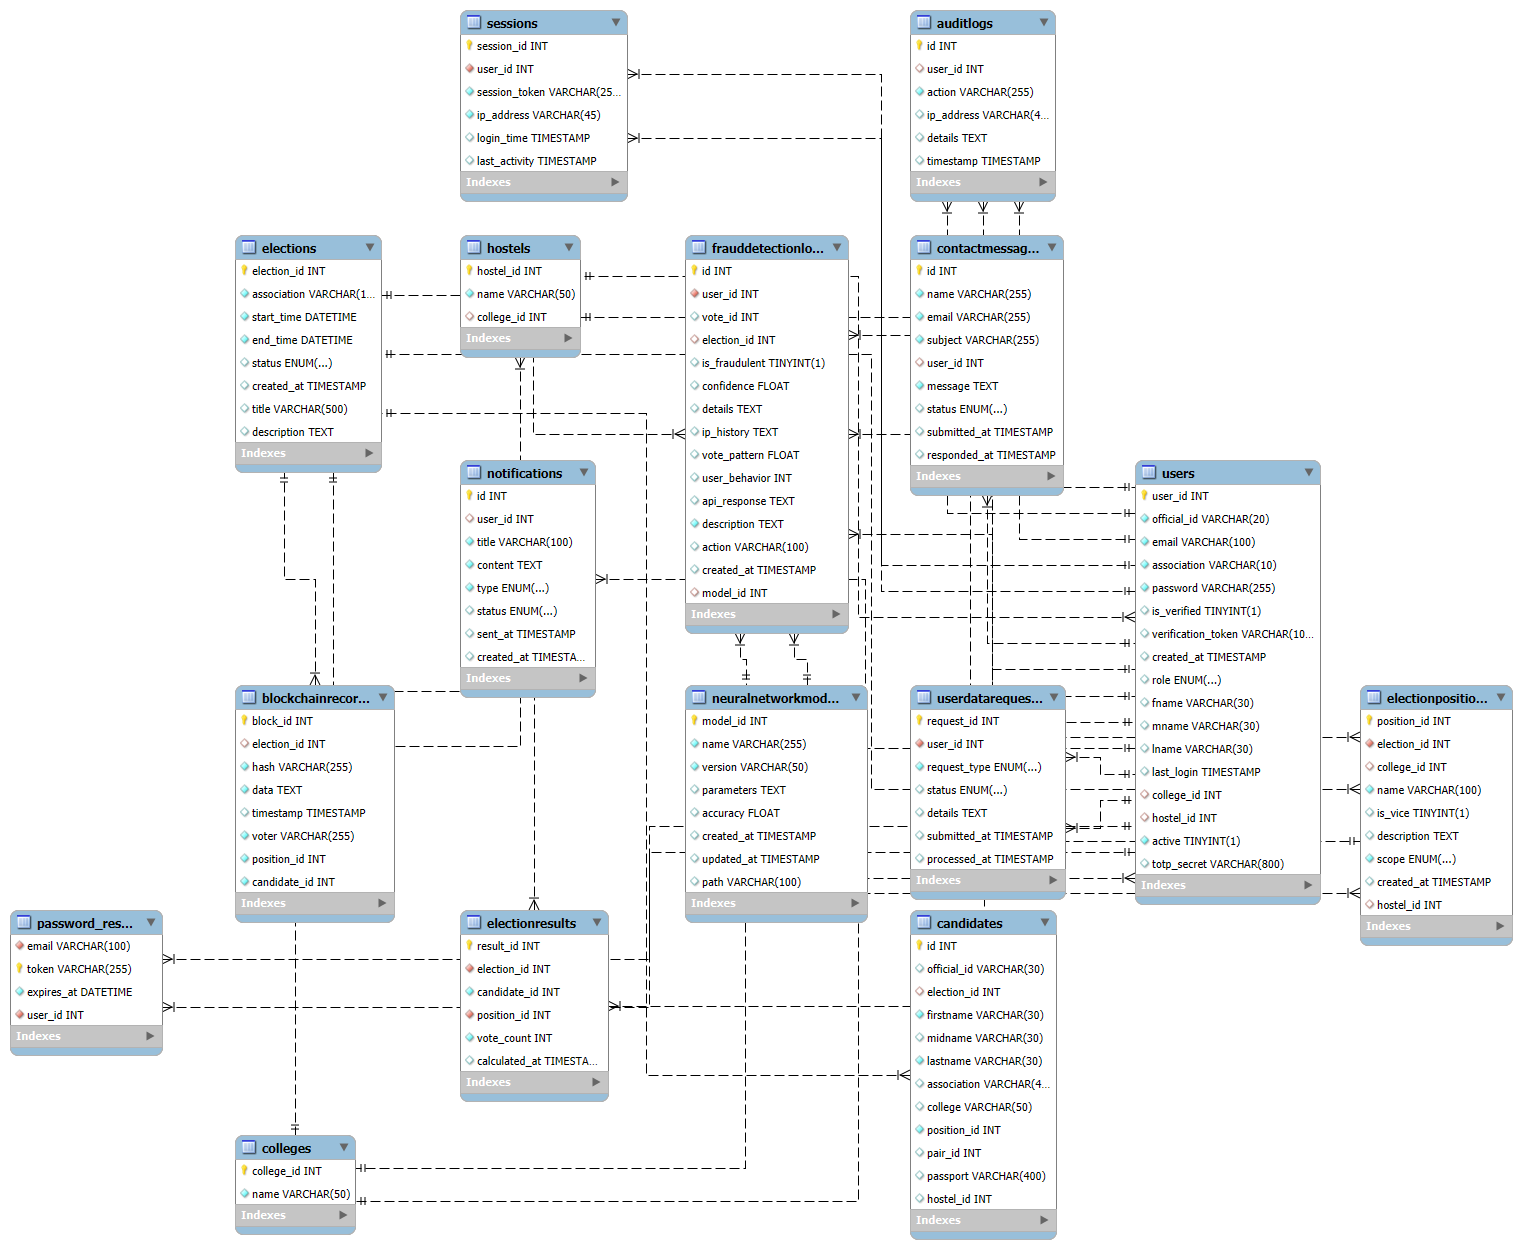 sessions
session_id INT
user_id INT
session_token VARCHAR(25...
ip_address VARCHAR(45)
login_time TIMESTAMP
last_activity TIMESTAMP
Indexes
auditlogs
id INT
user_id INT
action VARCHAR(255)
ip_address VARCHAR(4...
details TEXT
timestamp TIMESTAMP
Indexes
elections
election_id INT
association VARCHAR(1...
start_time DATETIME
end_time DATETIME
status ENUM(...)
created_at TIMESTAMP
title VARCHAR(500)
description TEXT
Indexes
hostels
hostel_id INT
name VARCHAR(50)
college_id INT
Indexes
frauddetectionlo...
id INT
user_id INT
vote_id INT
election_id INT
is_fraudulent TINYINT(1)
confidence FLOAT
details TEXT
ip_history TEXT
vote_pattern FLOAT
user_behavior INT
api_response TEXT
description TEXT
action VARCHAR(100)
created_at TIMESTAMP
model_id INT
Indexes
contactmessag...
id INT
name VARCHAR(255)
email VARCHAR(255)
subject VARCHAR(255)
user_id INT
message TEXT
status ENUM(...)
submitted_at TIMESTAMP
responded_at TIMESTAMP
Indexes
notifications
id INT
user_id INT
title VARCHAR(100)
content TEXT
type ENUM(...)
status ENUM(...)
sent_at TIMESTAMP
created_at TIMESTA...
Indexes
users
user_id INT
official_id VARCHAR(20)
email VARCHAR(100)
association VARCHAR(10)
password VARCHAR(255)
is_verified TINYINT(1)
verification_token VARCHAR(10...
created_at TIMESTAMP
role ENUM(...)
fname VARCHAR(30)
mname VARCHAR(30)
lname VARCHAR(30)
last_login TIMESTAMP
college_id INT
hostel_id INT
active TINYINT(1)
totp_secret VARCHAR(800)
Indexes
blockchainrecor...
block_id INT
election_id INT
hash VARCHAR(255)
data TEXT
timestamp TIMESTAMP
voter VARCHAR(255)
position_id INT
candidate_id INT
Indexes
neuralnetworkmod...
model_id INT
name VARCHAR(255)
version VARCHAR(50)
parameters TEXT
accuracy FLOAT
created_at TIMESTAMP
updated_at TIMESTAMP
path VARCHAR(100)
Indexes
userdatareques...
request_id INT
user_id INT
request_type ENUM(...)
status ENUM(...)
details TEXT
submitted_at TIMESTAMP
processed_at TIMESTAMP
Indexes
electionpositio...
position_id INT
election_id INT
college_id INT
name VARCHAR(100)
is_vice TINYINT(1)
description TEXT
scope ENUM(...)
created_at TIMESTAMP
hostel_id INT
Indexes
password_res...
email VARCHAR(100)
token VARCHAR(255)
expires_at DATETIME
user_id INT
Indexes
electionresults
result_id INT
election_id INT
candidate_id INT
position_id INT
vote_count INT
calculated_at TIMESTA...
Indexes
candidates
id INT
official_id VARCHAR(30)
election_id INT
firstname VARCHAR(30)
midname VARCHAR(30)
lastname VARCHAR(30)
association VARCHAR(4...
college VARCHAR(50)
position_id INT
pair_id INT
passport VARCHAR(400)
hostel_id INT
Indexes
colleges
college_id INT
name VARCHAR(50)
Indexes